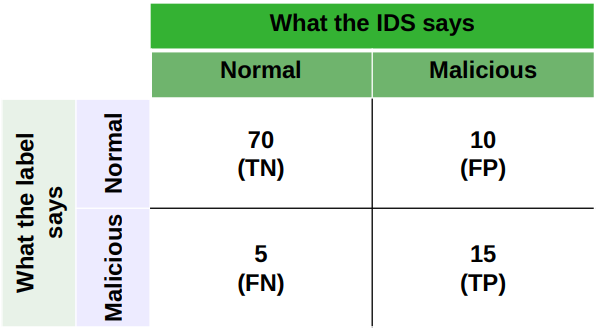 What the IDS says
Normal
Malicious
What the label
says
Normal
70
(TN)
10
(FP)
Malicious
5
(FN)
15
(TP)